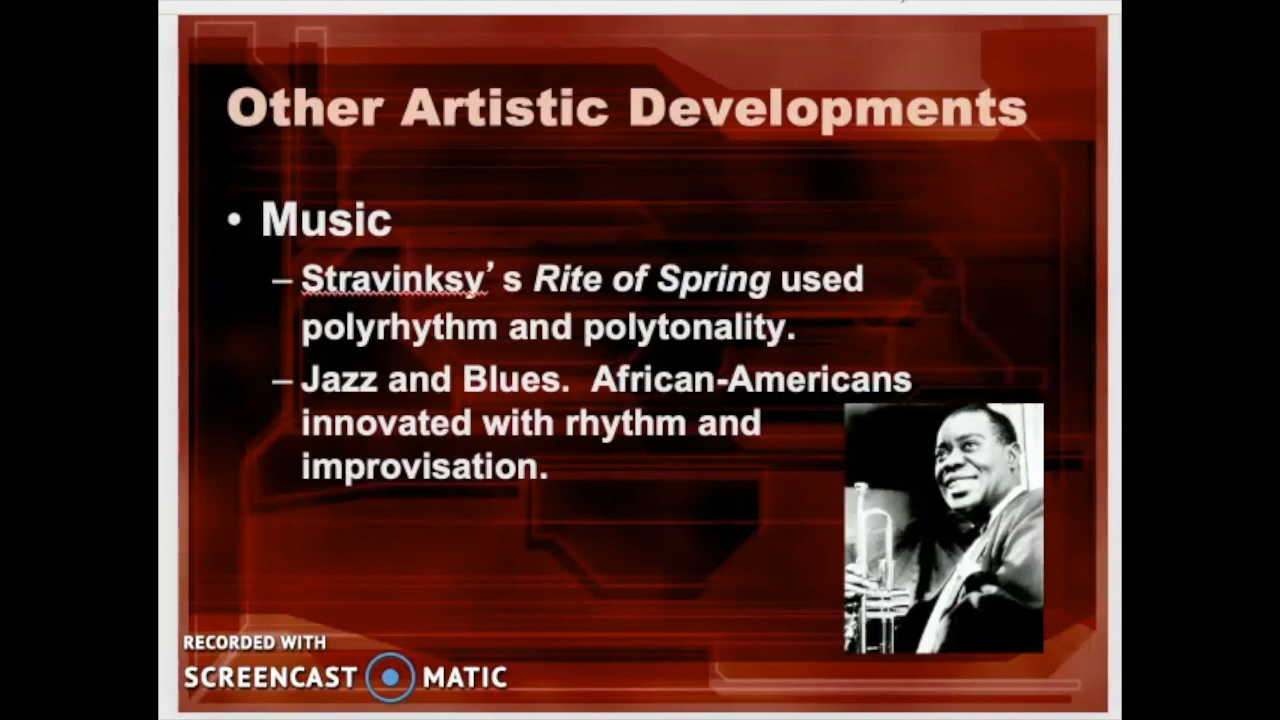 Other Artistic Developments
• Music
– Stravinksy’ s Rite of Spring used
polyrhythm and polytonality.
– Jazz and Blues.  African-Americans
innovated with rhythm and
improvisation.
RECORDED WITH
SCREENCAST MATIC